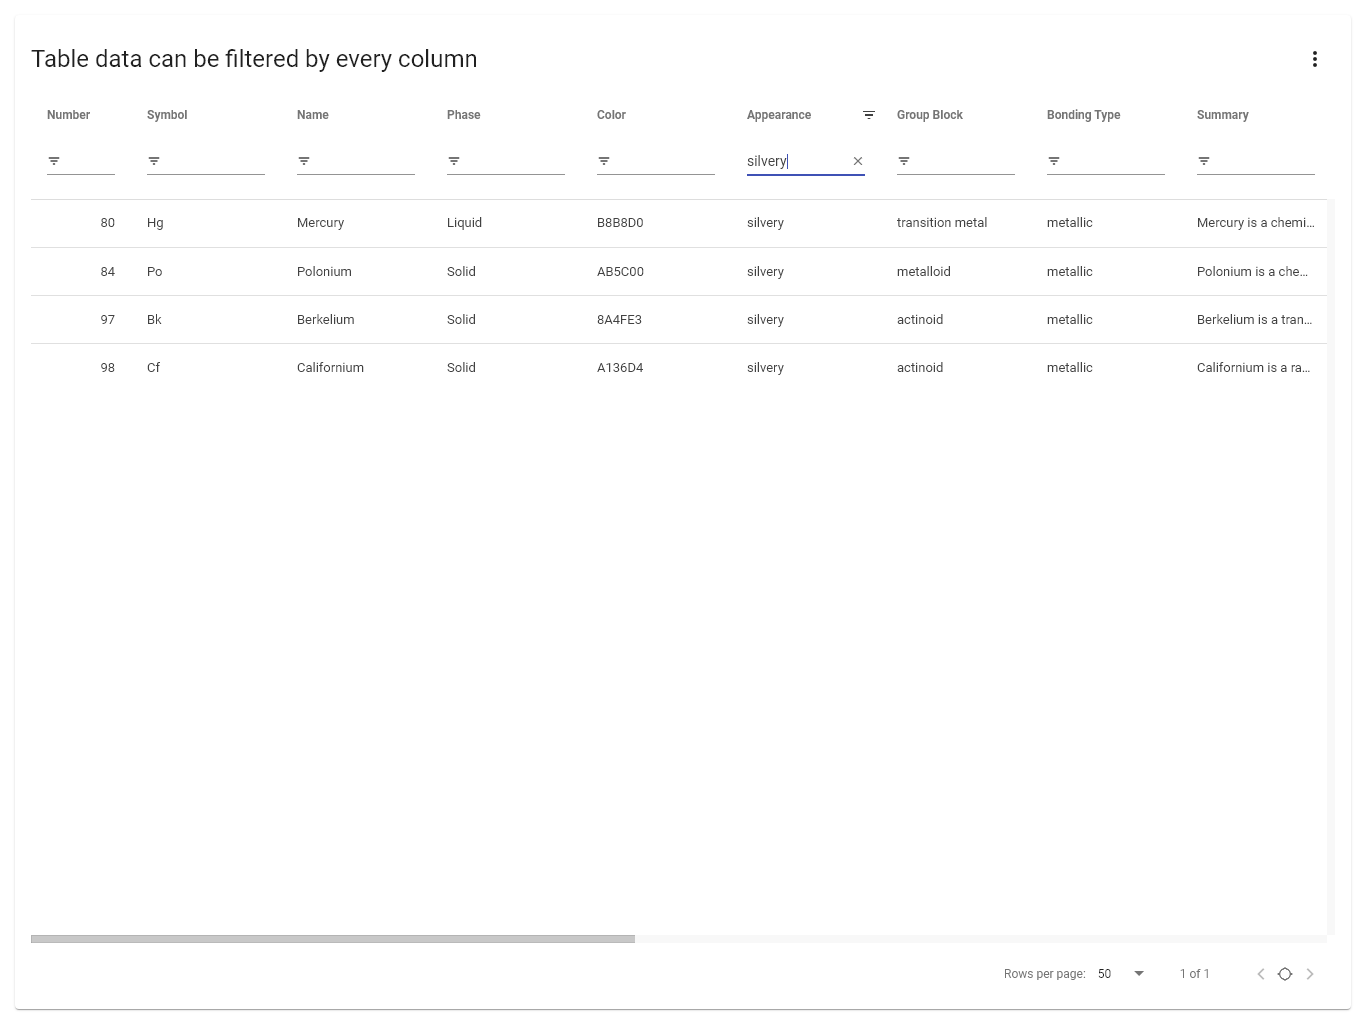 Table data can be filtered by every column
Number Symbol Name Phase Color Appearance Group Block Bonding Type Summary
silvery
80 Hg Mercury Liquid B8B8D0 silvery transition metal metallic Mercury is a chemi...
84 Po Polonium Solid AB5C00 silvery metalloid metallic Polonium is a che...
97 Bk Berkelium Solid 8A4FE3 silvery actinoid metallic Berkelium is a tran...
98 Cf Californium Solid A136D4 silvery actinoid metallic Californium is a ra...
Rows per page: 50 1 of 1